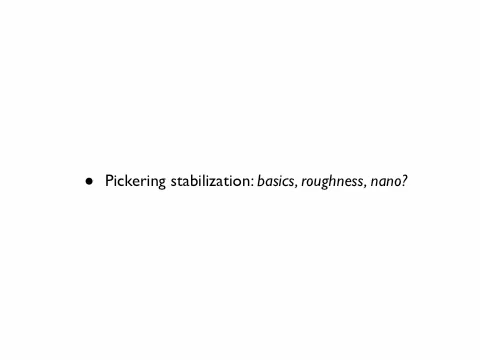 ● Pickering stabilization: basics, roughness, nano?